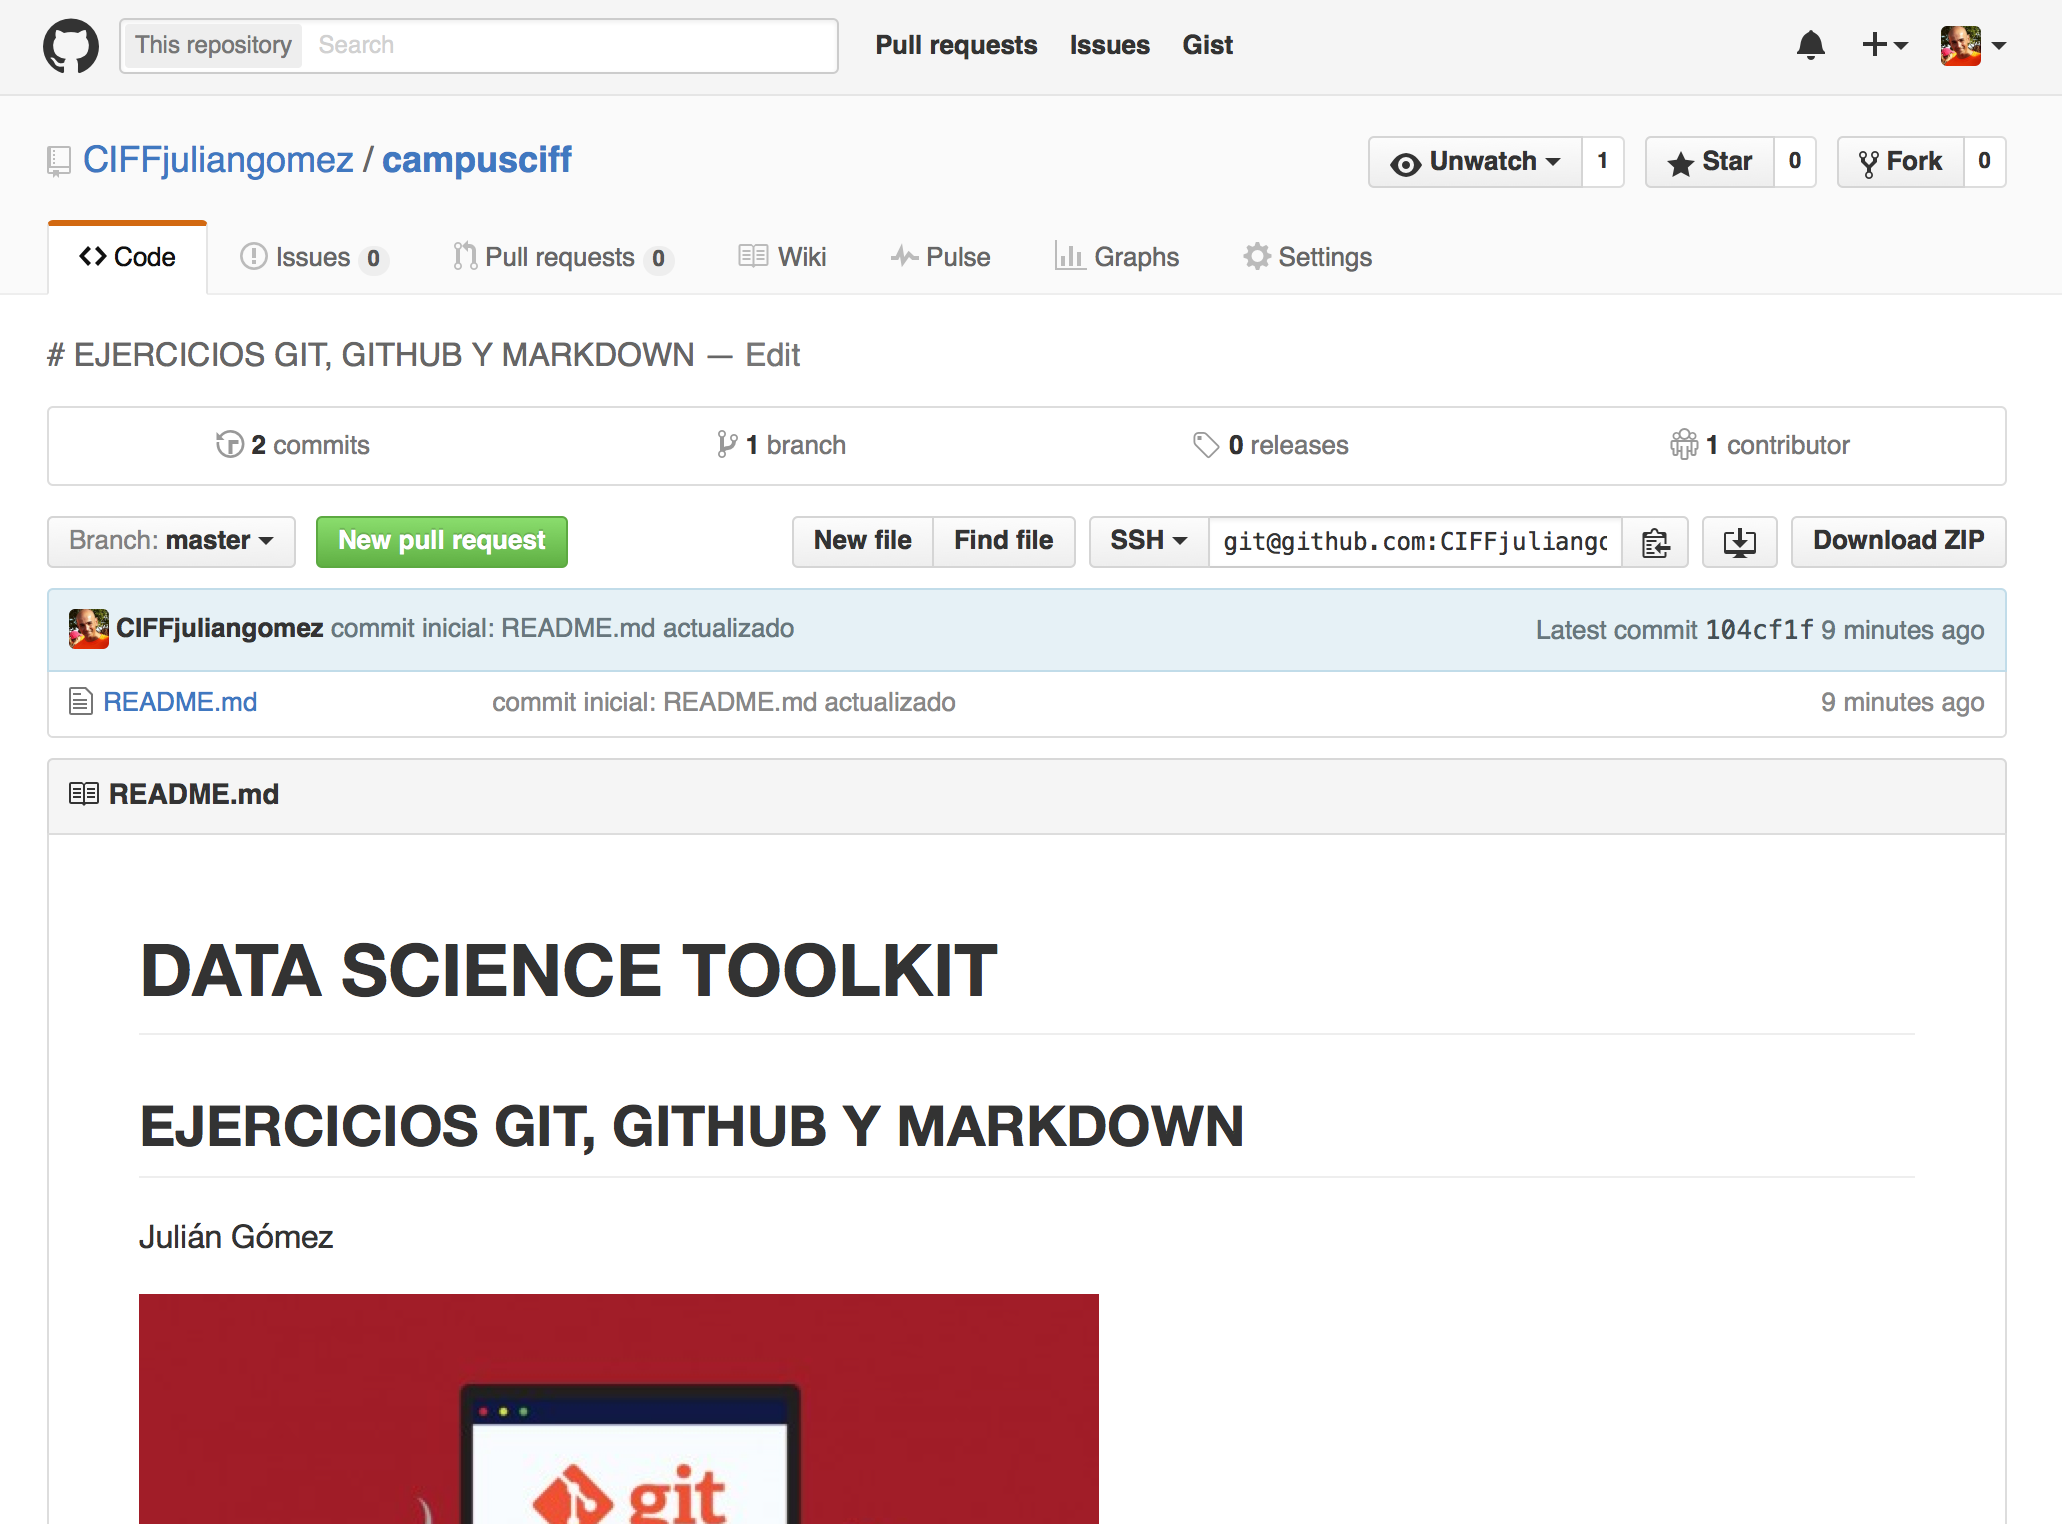 This repository Search Pull requests Issues Gist
CIFFjuliangomez / campusciff Unwatch 1 Star 0 Fork 0
Code Issues 0 Pull requests 0 Wiki Pulse Graphs Settings
# EJERCICIOS GIT, GITHUB Y MARKDOWN — Edit
2 commits 1 branch 0 releases 1 contributor
Branch: master New pull request New file Find file SSH git@github.com:CIFFjuliango Download ZIP
CIFFjuliangomez commit inicial: README.md actualizado Latest commit 104cf1f 9 minutes ago
README.md commit inicial: README.md actualizado 9 minutes ago
README.md
DATA SCIENCE TOOLKIT
EJERCICIOS GIT, GITHUB Y MARKDOWN
Julián Gómez
git